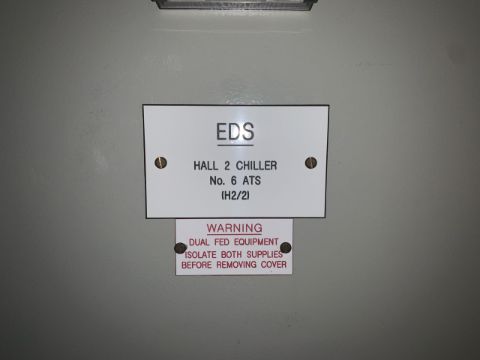 EDS
HALL 2 CHILLER
No. 6 ATS
(H2/2)
WARNING
DUAL FED EQUIPMENT
ISOLATE BOTH SUPPLIES
BEFORE REMOVING COVER